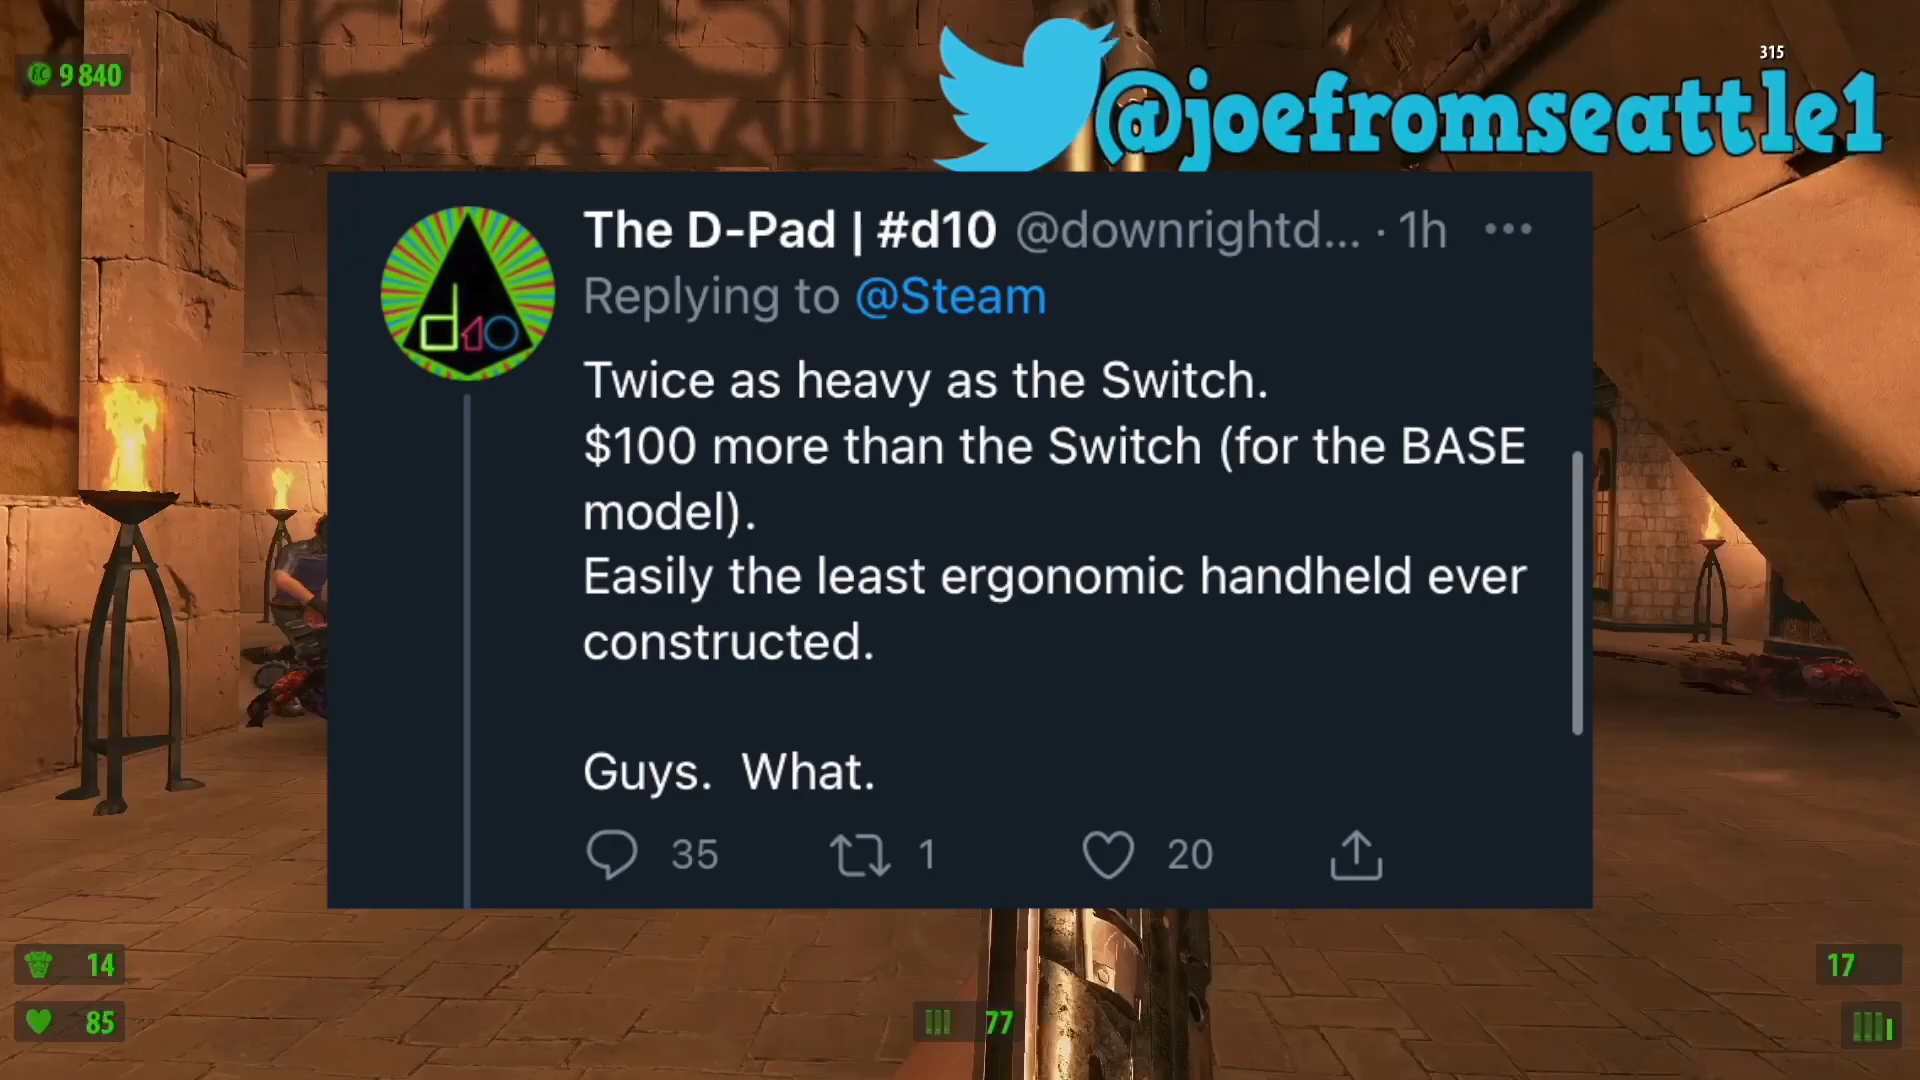 9840
315
@joefromseattle1
The D-Pad | #d10 @downrightd... · 1h
Replying to @Steam
d10
Twice as heavy as the Switch.
$100 more than the Switch (for the BASE
model).
Easily the least ergonomic handheld ever
constructed.
Guys.  What.
35 1 20
14
17
85
77